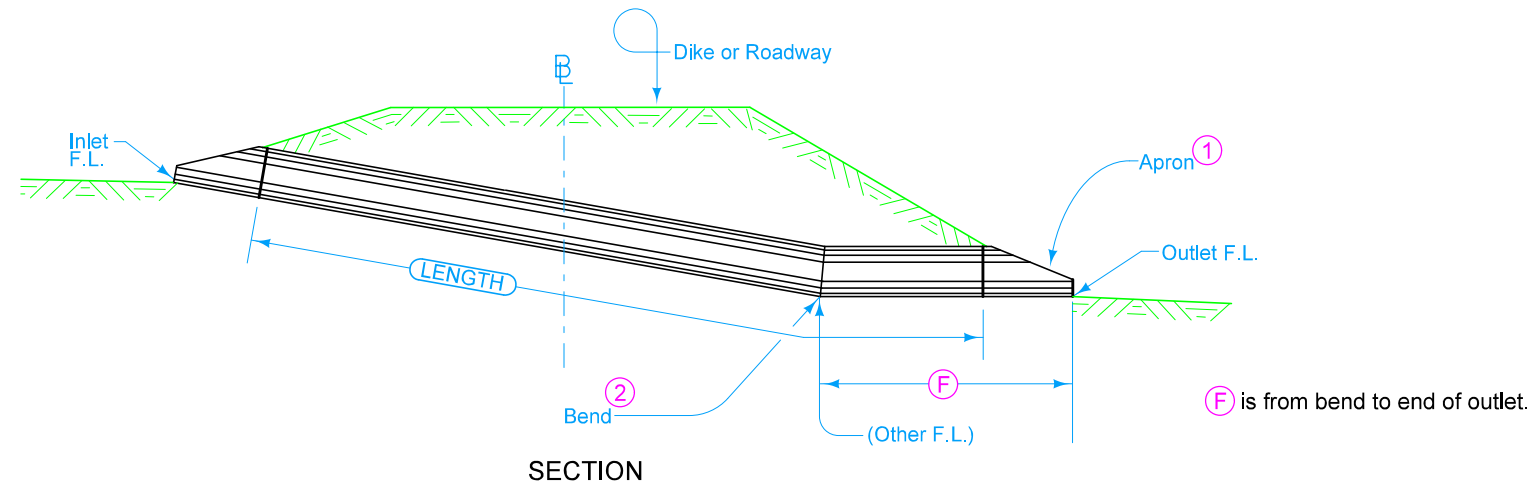 Dike or Roadway
BL
Inlet
F.L.
Apron 1
Outlet F.L.
LENGTH
2
Bend
F
(Other F.L.)
F is from bend to end of outlet.
SECTION